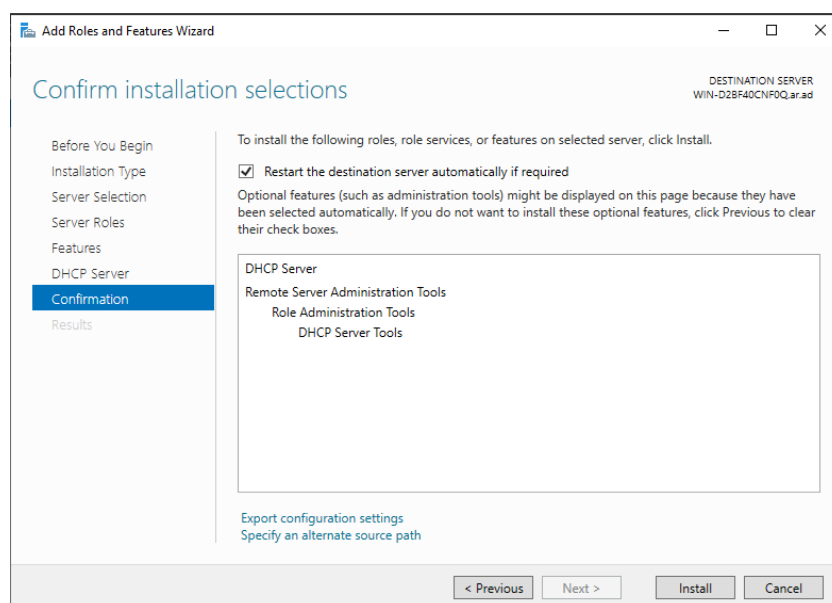 Add Roles and Features Wizard
Confirm installation selections
DESTINATION SERVER
WIN-D2BF40CNF0Q.ar.ad
Before You Begin
Installation Type
Server Selection
Server Roles
Features
DHCP Server
Confirmation
Results
To install the following roles, role services, or features on selected server, click Install.
Restart the destination server automatically if required
Optional features (such as administration tools) might be displayed on this page because they have
been selected automatically. If you do not want to install these optional features, click Previous to clear
their check boxes.
DHCP Server
Remote Server Administration Tools
Role Administration Tools
DHCP Server Tools
Export configuration settings
Specify an alternate source path
< Previous
Next >
Install
Cancel